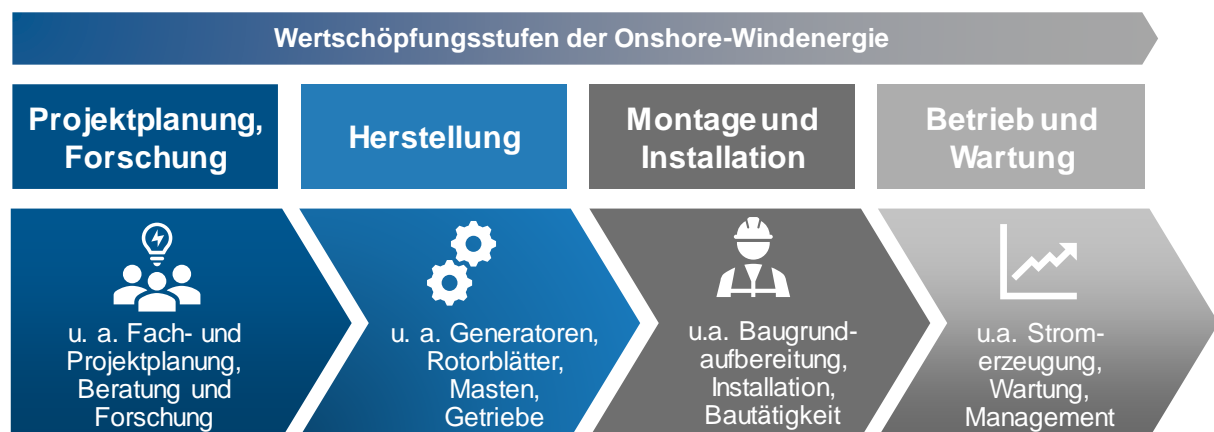 Wertschöpfungsstufen der Onshore-Windenergie
Projektplanung,
Forschung
Herstellung
Montage und
Installation
Betrieb und
Wartung
u. a. Fach- und
Projektplanung,
Beratung und
Forschung
u. a. Generatoren,
Rotorblätter,
Masten,
Getriebe
u.a. Baugrund-
aufbereitung,
Installation,
Bautätigkeit
u.a. Strom-
erzeugung,
Wartung,
Management